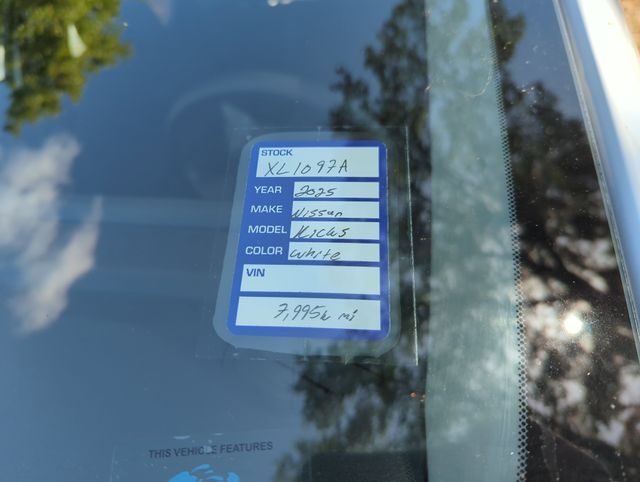 STOCK
XL1097A
YEAR 2025
MAKE Nissan
MODEL Kicks
COLOR White
VIN
7,995k mi
THIS VEHICLE FEATURES